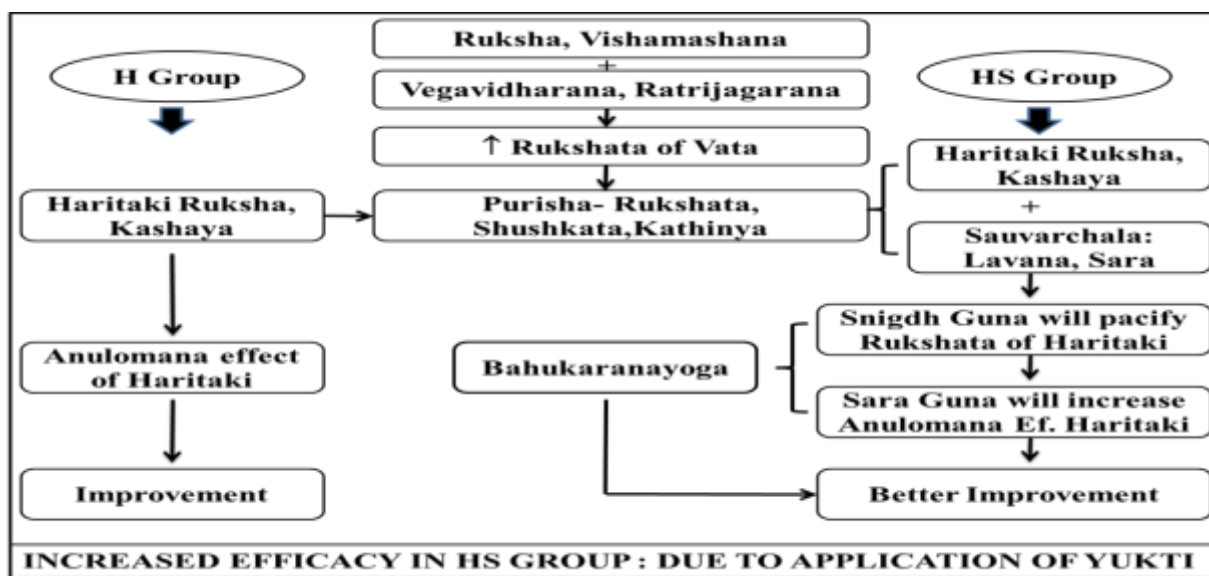 Ruksha, Vishamashana
+
Vegavidharana, Ratrijagarana
↑ Rukshata of Vata
Purisha- Rukshata,
Shushkata,Kathinya
H Group
Haritaki Ruksha,
Kashaya
Anulomana effect
of Haritaki
Improvement
HS Group
Haritaki Ruksha,
Kashaya
+
Sauvarchala:
Lavana, Sara
Snigdh Guna will pacify
Rukshata of Haritaki
Sara Guna will increase
Anulomana Ef. Haritaki
Bahukaranayoga
Better Improvement
INCREASED EFFICACY IN HS GROUP : DUE TO APPLICATION OF YUKTI